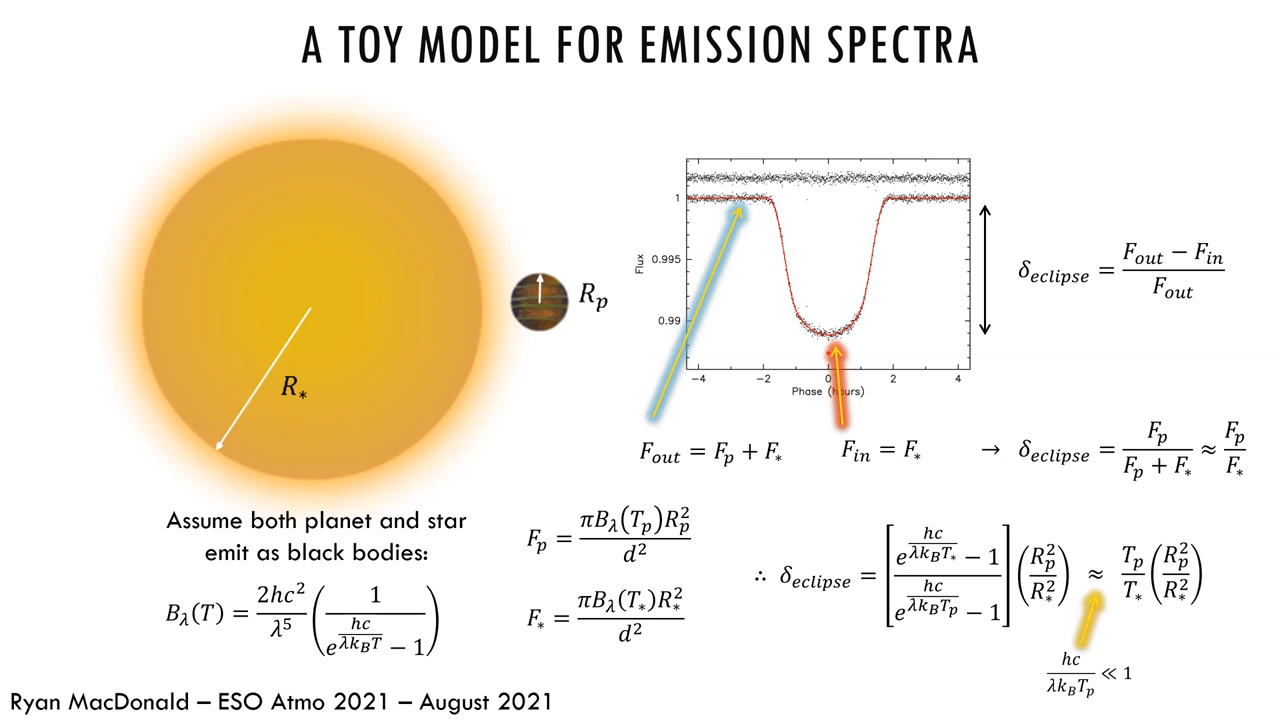 A TOY MODEL FOR EMISSION SPECTRA
R_*
R_p
Flux
1
0.995
0.99
−4 −2 0 2 4
Phase (hours)
δ_eclipse = (F_out − F_in) / F_out
F_out = F_p + F_*
F_in = F_*
→ δ_eclipse = F_p / (F_p + F_*) ≈ F_p / F_*
Assume both planet and star
emit as black bodies:
B_λ(T) = (2hc² / λ⁵) (1 / (e^(hc / λk_BT) − 1))
F_p = πB_λ(T_p)R_p² / d²
F_* = πB_λ(T_*)R_*² / d²
∴ δ_eclipse = [(e^(hc / λk_BT_*) − 1) / (e^(hc / λk_BT_p) − 1)] (R_p² / R_*²) ≈ (T_p / T_*) (R_p² / R_*²)
hc / λk_BT_p ≪ 1
Ryan MacDonald – ESO Atmo 2021 – August 2021